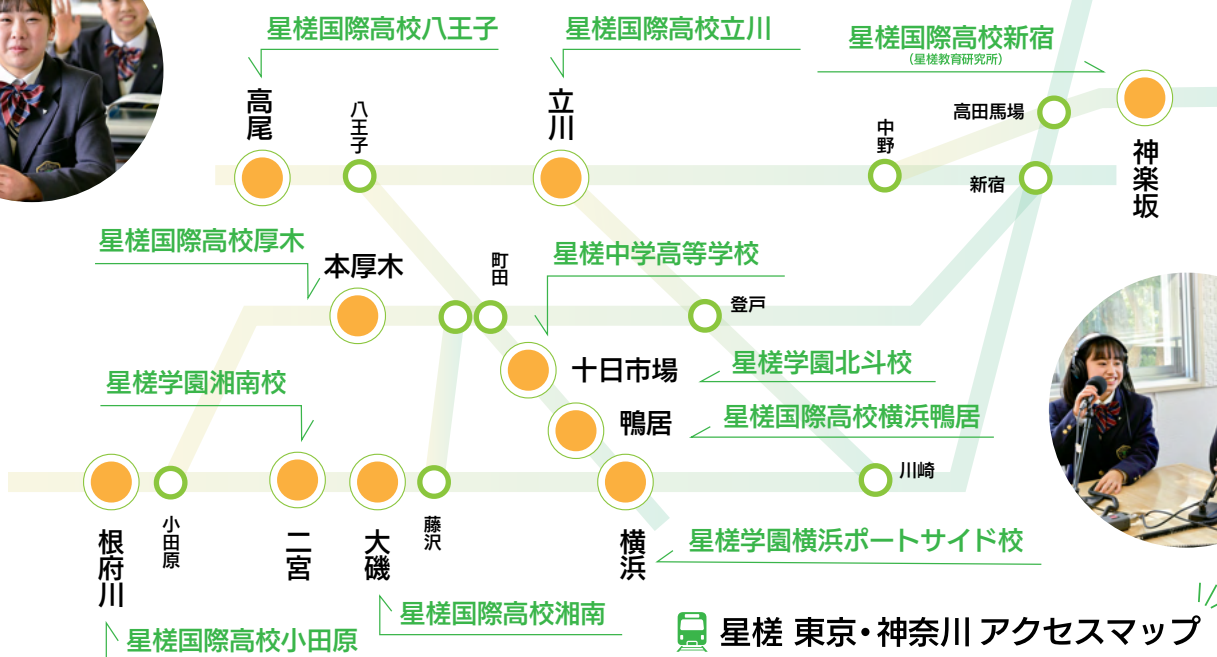 星槎国際高校八王子
星槎国際高校立川
星槎国際高校新宿
（星槎教育研究所）
高尾
八王子
立川
中野
高田馬場
新宿
神楽坂
星槎国際高校厚木
本厚木
町田
星槎中学高等学校
登戸
十日市場
星槎学園北斗校
星槎学園湘南校
鴨居
星槎国際高校横浜鴨居
川崎
根府川
小田原
二宮
大磯
藤沢
横浜
星槎学園横浜ポートサイド校
星槎国際高校湘南
星槎国際高校小田原
星槎 東京・神奈川 アクセスマップ